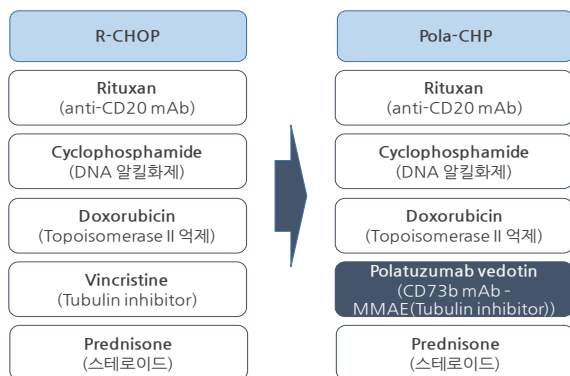 R-CHOP
Rituxan
(anti-CD20 mAb)
Cyclophosphamide
(DNA 알킬화제)
Doxorubicin
(Topoisomerase II 억제)
Vincristine
(Tubulin inhibitor)
Prednisone
(스테로이드)
Pola-CHP
Rituxan
(anti-CD20 mAb)
Cyclophosphamide
(DNA 알킬화제)
Doxorubicin
(Topoisomerase II 억제)
Polatuzumab vedotin
(CD73b mAb -
MMAE(Tubulin inhibitor))
Prednisone
(스테로이드)